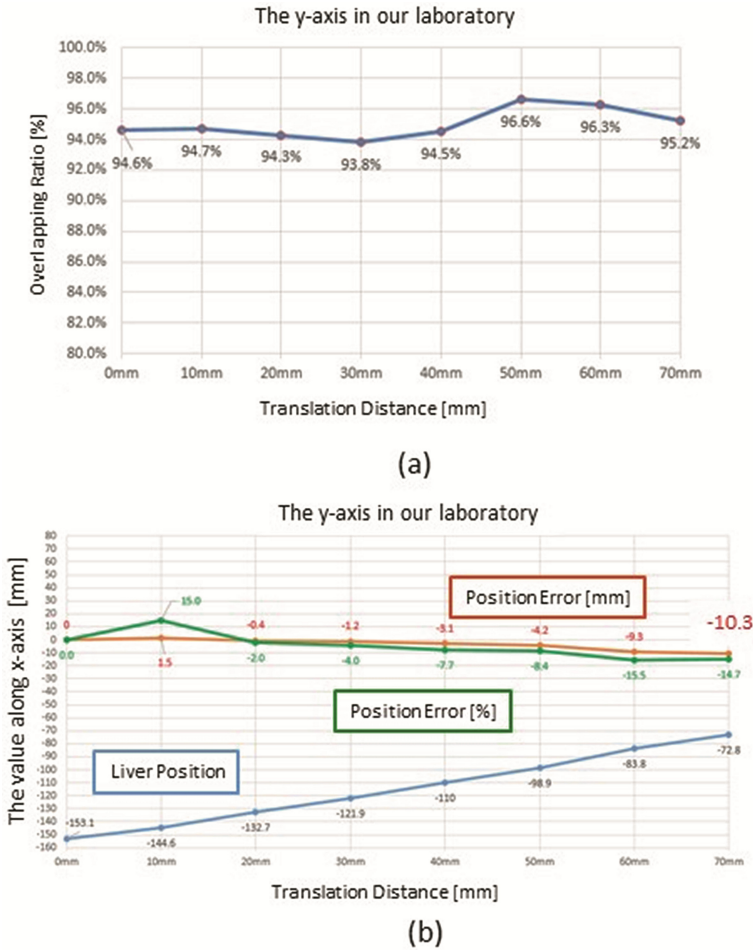 The y-axis in our laboratory
100.0%
98.0%
96.0%
94.0%
92.0%
90.0%
88.0%
86.0%
84.0%
82.0%
80.0%
Overlapping Ratio [%]
94.6%
94.7%
94.3%
93.8%
94.5%
96.6%
96.3%
95.2%
0mm 10mm 20mm 30mm 40mm 50mm 60mm 70mm
Translation Distance [mm]
(a)
The y-axis in our laboratory
The value along x-axis [mm]
80
70
60
50
40
30
20
10
0
-10
-20
-30
-40
-50
-60
-70
-80
-90
-100
-110
-120
-130
-140
-150
-160
Position Error [mm]
0 1.5 -0.4 -1.2 -3.1 -4.2 -9.3 -10.3
0.0 15.0 -2.0 -4.0 -7.7 -8.4 -15.5 -14.7
Position Error [%]
Liver Position
-153.1 -144.6 -132.7 -121.9 -110 -98.9 -83.8 -72.8
0mm 10mm 20mm 30mm 40mm 50mm 60mm 70mm
Translation Distance [mm]
(b)